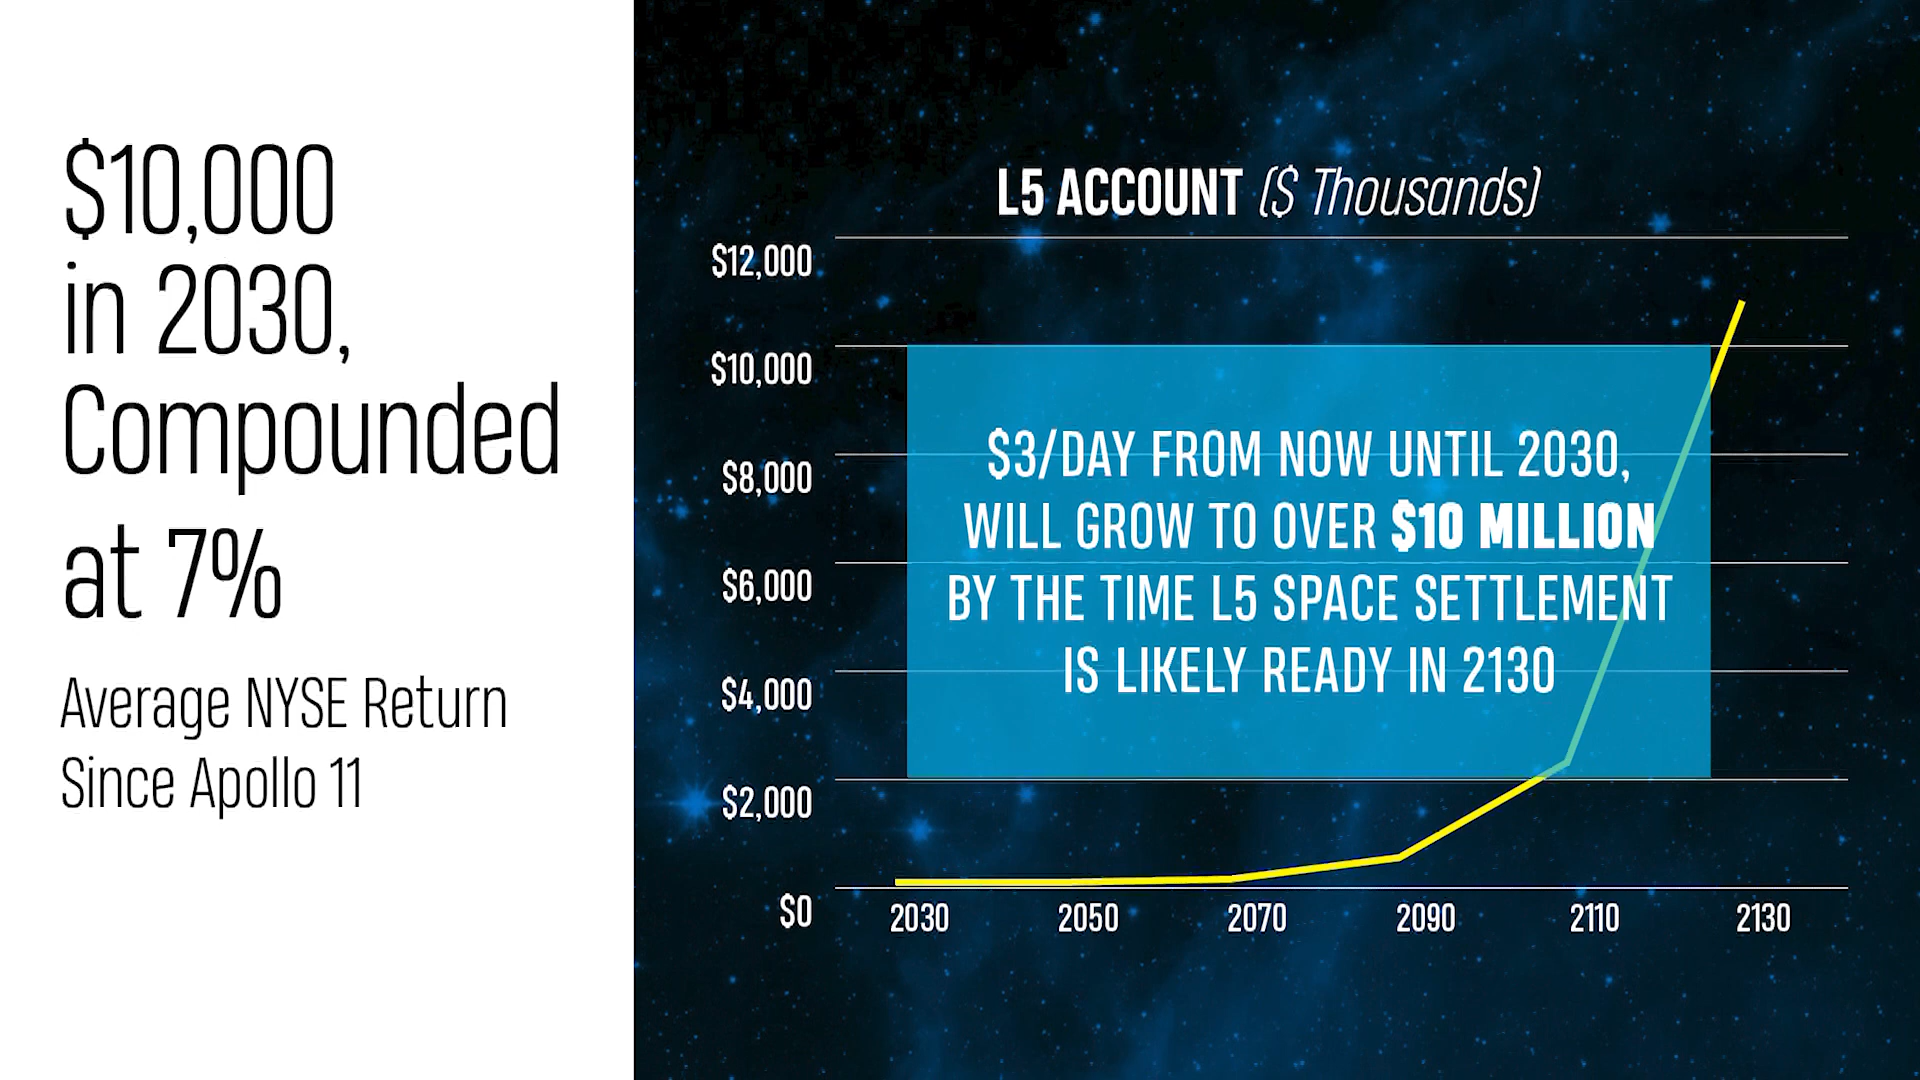 $10,000
in 2030,
Compounded
at 7%
Average NYSE Return
Since Apollo 11
L5 ACCOUNT ($ Thousands)
$12,000
$10,000
$8,000
$6,000
$4,000
$2,000
$0
$3/DAY FROM NOW UNTIL 2030,
WILL GROW TO OVER $10 MILLION
BY THE TIME L5 SPACE SETTLEMENT
IS LIKELY READY IN 2130
2030 2050 2070 2090 2110 2130